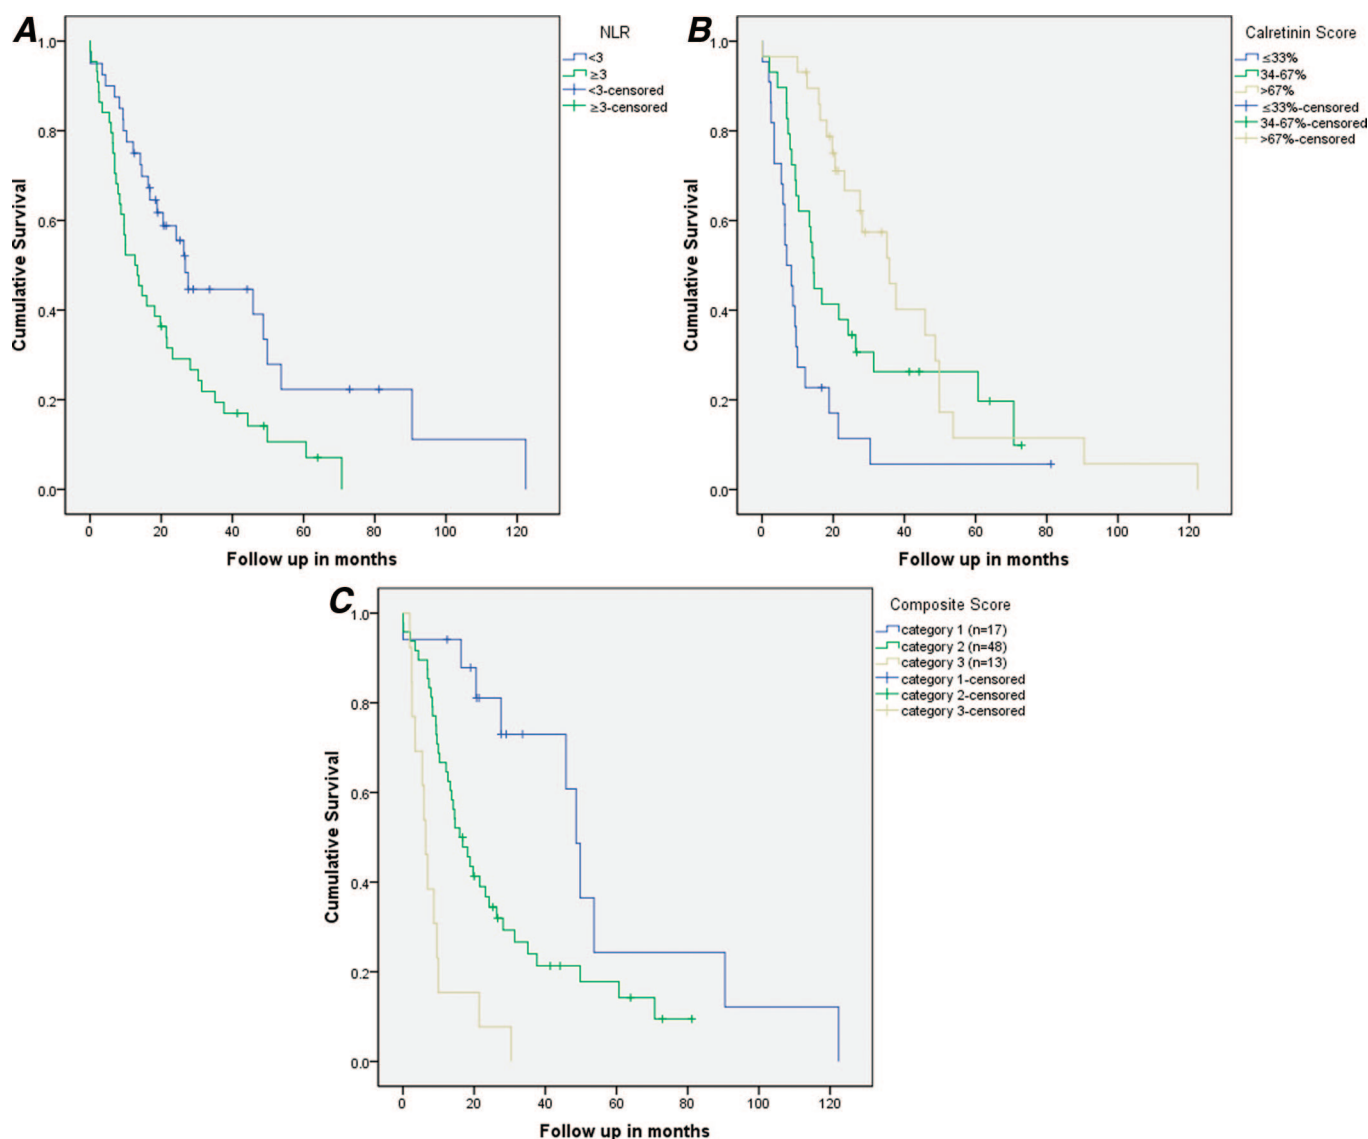 A
NLR
<3
≥3
<3-censored
≥3-censored
1.0
0.8
0.6
0.4
0.2
0.0
Cumulative Survival
0 20 40 60 80 100 120
Follow up in months
B
Calretinin Score
≤33%
34-67%
>67%
≤33%-censored
34-67%-censored
>67%-censored
1.0
0.8
0.6
0.4
0.2
0.0
Cumulative Survival
0 20 40 60 80 100 120
Follow up in months
C
Composite Score
category 1 (n=17)
category 2 (n=48)
category 3 (n=13)
category 1-censored
category 2-censored
category 3-censored
1.0
0.8
0.6
0.4
0.2
0.0
Cumulative Survival
0 20 40 60 80 100 120
Follow up in months